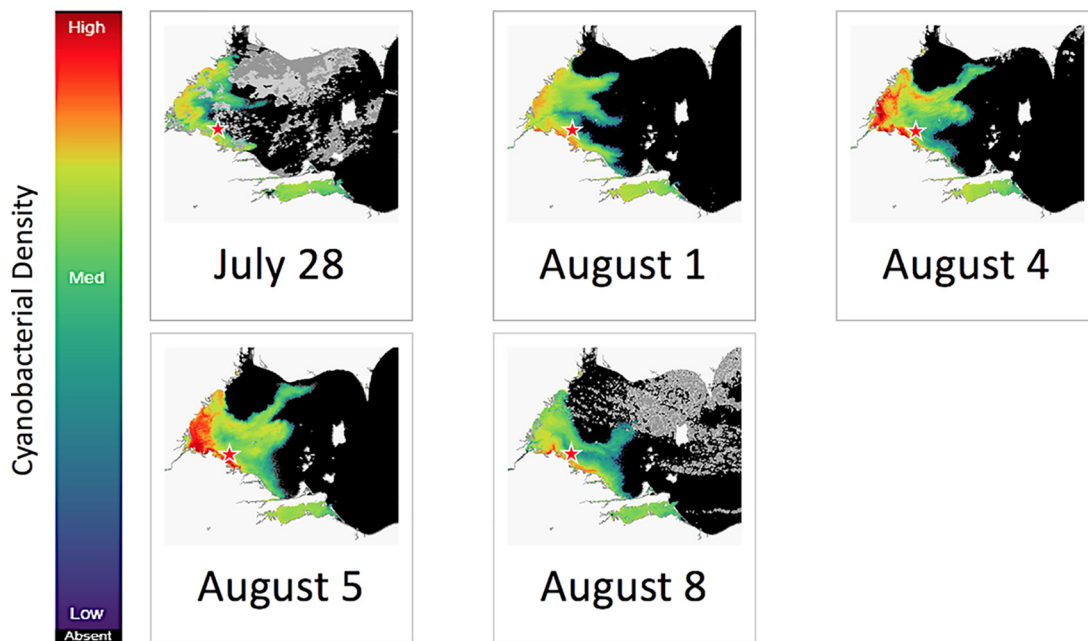 Cyanobacterial Density
High
Med
Low
Absent
July 28
August 1
August 4
August 5
August 8